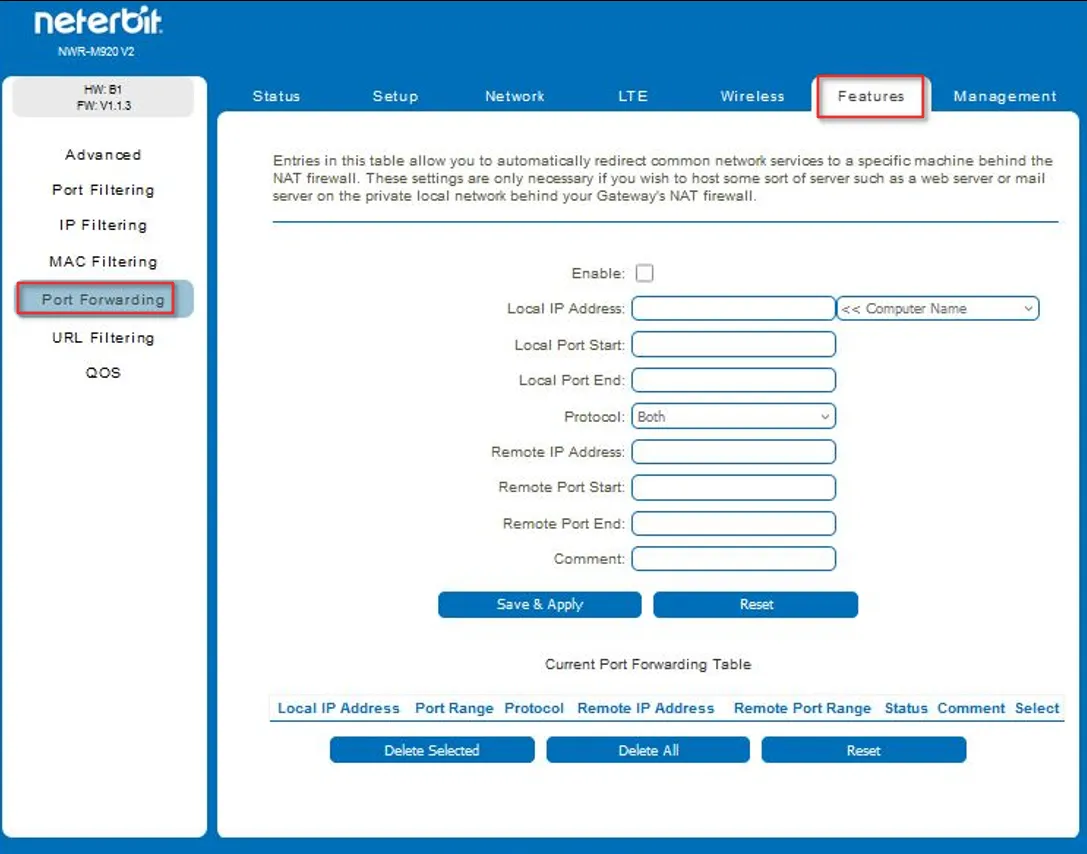 neterbit.
NWR-M920 V2
HW: B1
FW: V1.1.3
Status Setup Network LTE Wireless Features Management
Advanced
Port Filtering
IP Filtering
MAC Filtering
Port Forwarding
URL Filtering
QOS
Entries in this table allow you to automatically redirect common network services to a specific machine behind the
NAT firewall. These settings are only necessary if you wish to host some sort of server such as a web server or mail
server on the private local network behind your Gateway's NAT firewall.
Enable:
Local IP Address: << Computer Name
Local Port Start:
Local Port End:
Protocol: Both
Remote IP Address:
Remote Port Start:
Remote Port End:
Comment:
Save & Apply Reset
Current Port Forwarding Table
Local IP Address Port Range Protocol Remote IP Address Remote Port Range Status Comment Select
Delete Selected Delete All Reset